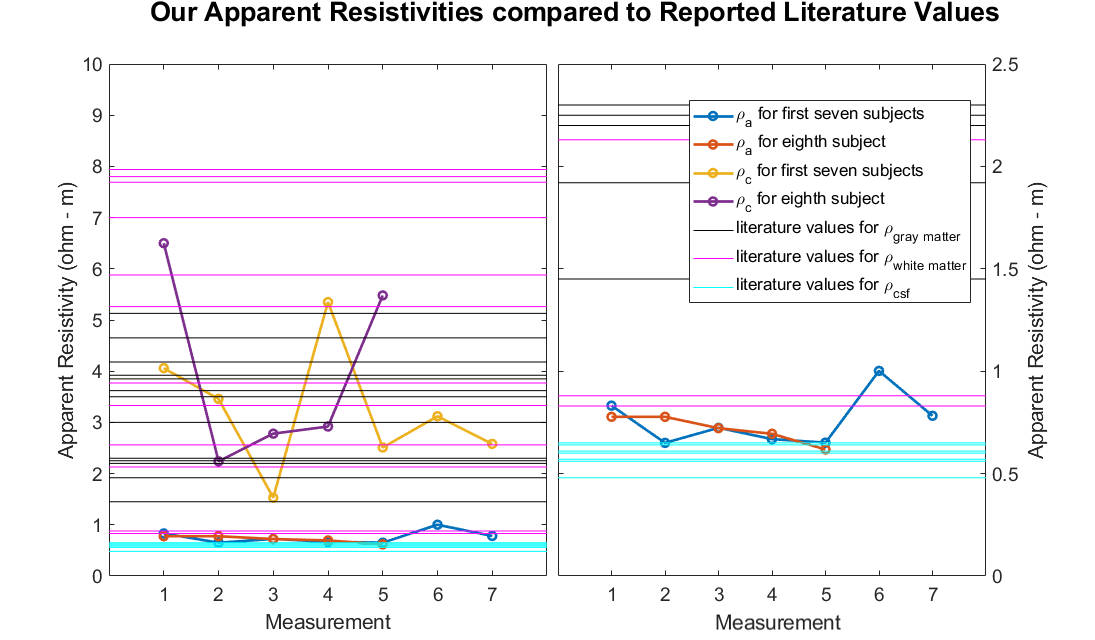 Our Apparent Resistivities compared to Reported Literature Values
Apparent Resistivity (ohm - m)
10
9
8
7
6
5
4
3
2
1
0
1 2 3 4 5 6 7
Measurement
ρa for first seven subjects
ρa for eighth subject
ρc for first seven subjects
ρc for eighth subject
literature values for ρgray matter
literature values for ρwhite matter
literature values for ρcsf
2.5
2
1.5
1
0.5
0
Apparent Resistivity (ohm - m)
1 2 3 4 5 6 7
Measurement